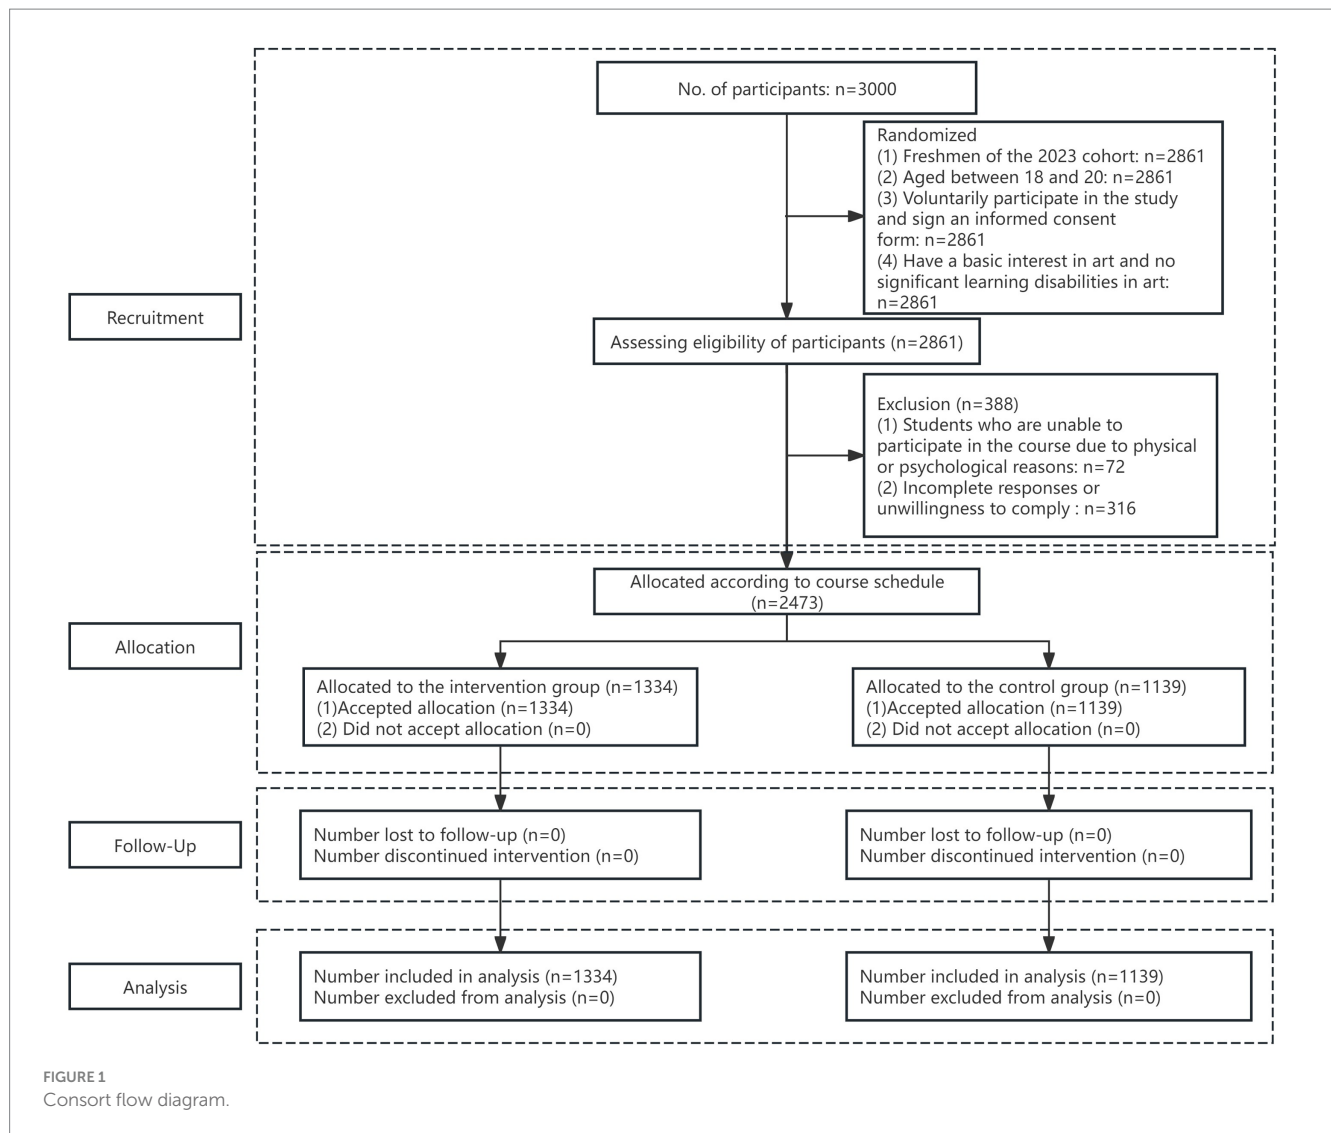 No. of participants: n=3000
Randomized
(1) Freshmen of the 2023 cohort: n=2861
(2) Aged between 18 and 20: n=2861
(3) Voluntarily participate in the study
and sign an informed consent
form: n=2861
(4) Have a basic interest in art and no
significant learning disabilities in art:
n=2861
Recruitment
Assessing eligibility of participants (n=2861)
Exclusion (n=388)
(1) Students who are unable to
participate in the course due to physical
or psychological reasons: n=72
(2) Incomplete responses or
unwillingness to comply : n=316
Allocated according to course schedule
(n=2473)
Allocation
Allocated to the intervention group (n=1334)
(1)Accepted allocation (n=1334)
(2) Did not accept allocation (n=0)
Allocated to the control group (n=1139)
(1)Accepted allocation (n=1139)
(2) Did not accept allocation (n=0)
Follow-Up
Number lost to follow-up (n=0)
Number discontinued intervention (n=0)
Number lost to follow-up (n=0)
Number discontinued intervention (n=0)
Analysis
Number included in analysis (n=1334)
Number excluded from analysis (n=0)
Number included in analysis (n=1139)
Number excluded from analysis (n=0)
FIGURE 1
Consort flow diagram.